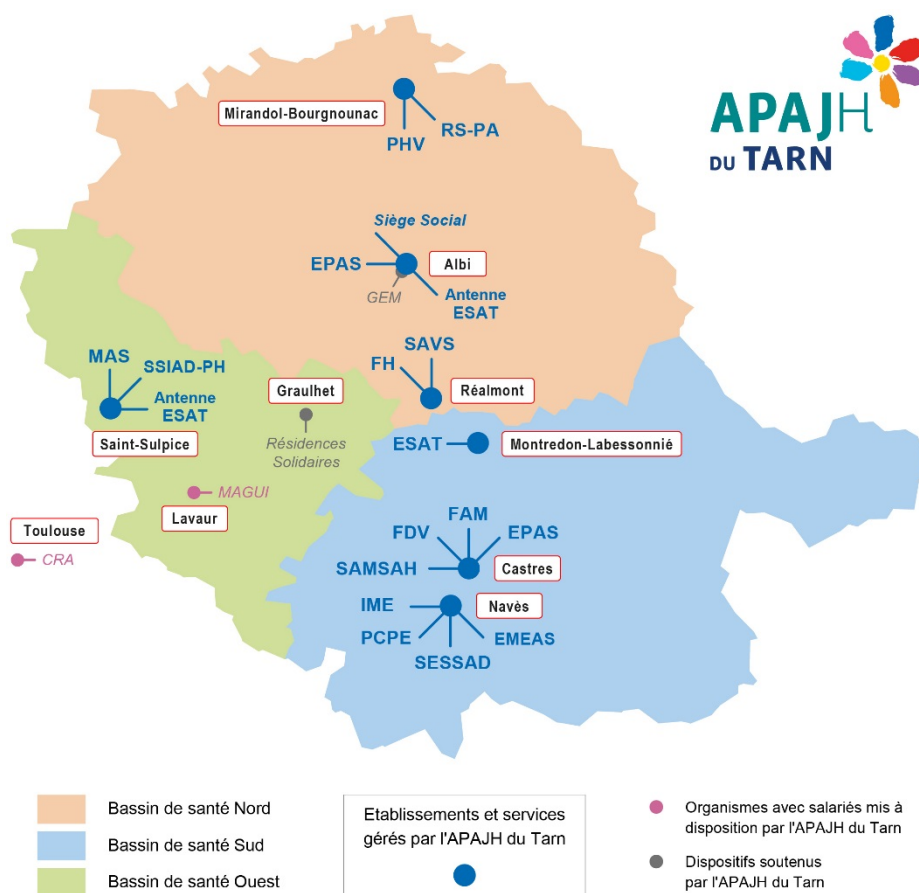 APAJH
DU TARN
Mirandol-Bourgnounac
PHV
RS-PA
Siège Social
EPAS
Albi
GEM
Antenne
ESAT
SAVS
FH
Réalmont
MAS
SSIAD-PH
Antenne
ESAT
Saint-Sulpice
Graulhet
Résidences
Solidaires
ESAT
Montredon-Labessonnié
MAGUI
Lavaur
Toulouse
CRA
FAM
FDV
EPAS
SAMSAH
Castres
IME
Navès
PCPE
EMEAS
SESSAD
Bassin de santé Nord
Bassin de santé Sud
Bassin de santé Ouest
Etablissements et services
gérés par l'APAJH du Tarn
Organismes avec salariés mis à
disposition par l'APAJH du Tarn
Dispositifs soutenus
par l'APAJH du Tarn